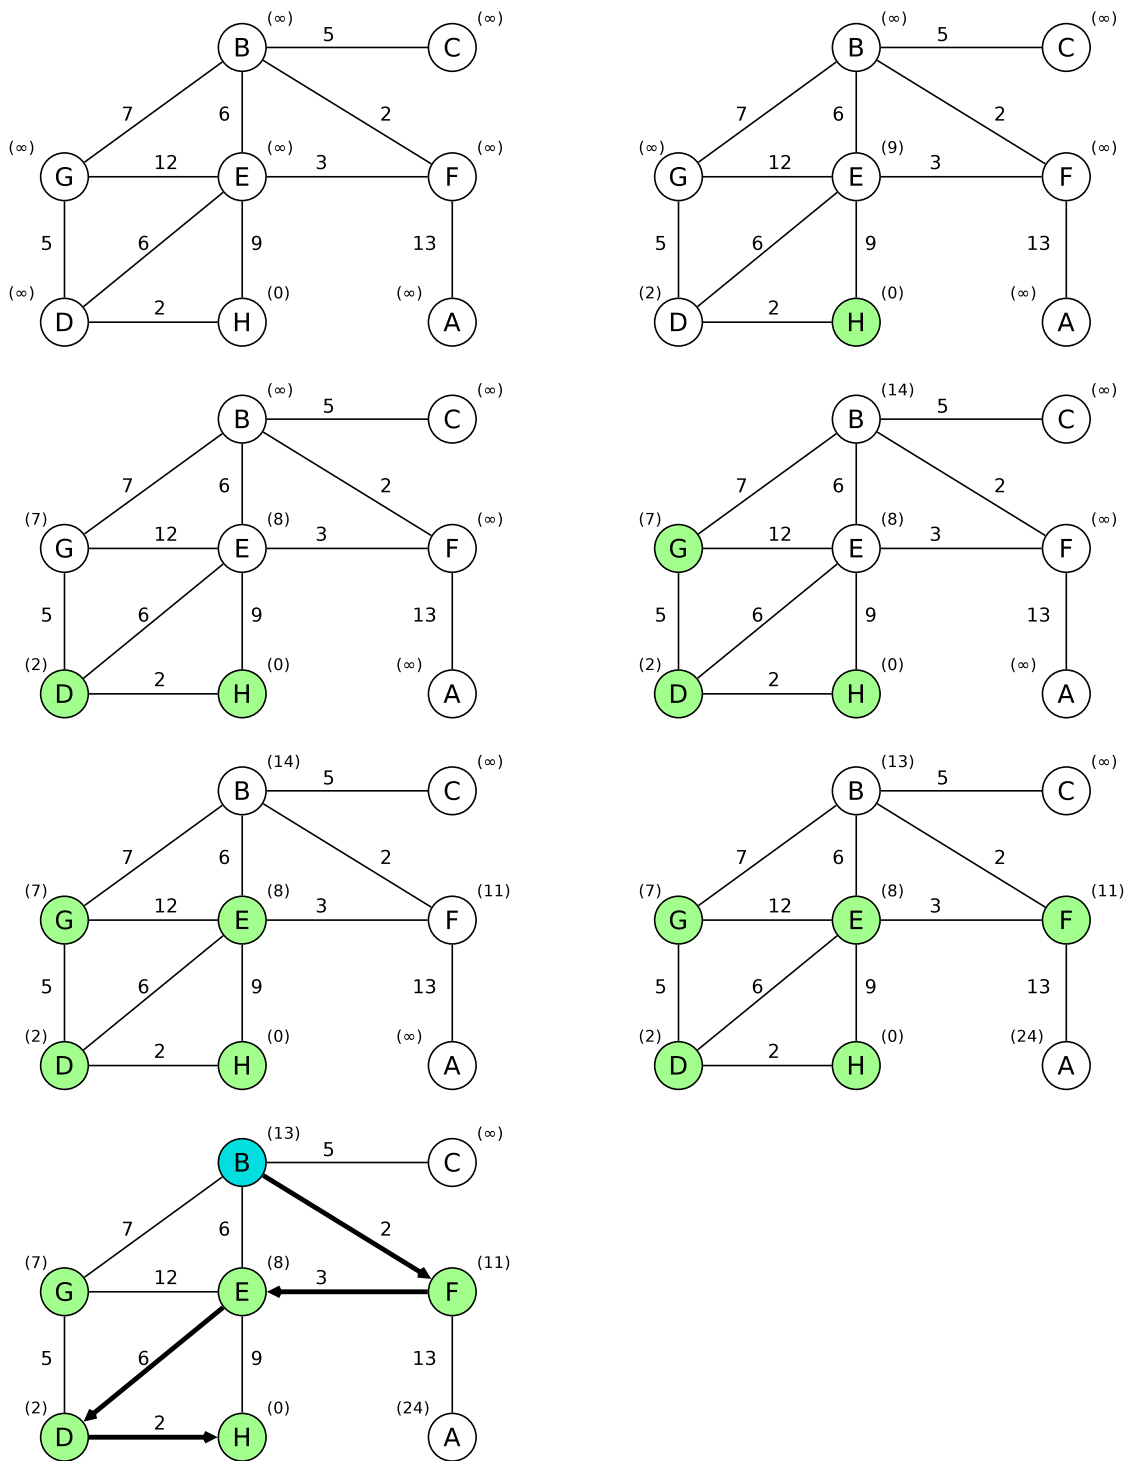 (∞) 5 (∞) (∞) 5 (∞)
B C B C
7 6 2 7 6 2
(∞) 12 (∞) 3 (∞) (∞) 12 (9) 3 (∞)
G E F G E F
5 6 9 13 5 6 9 13
(∞) 2 (0) (∞) (2) 2 (0) (∞)
D H A D H A
(∞) 5 (∞) (14) 5 (∞)
B C B C
7 6 2 7 6 2
(7) 12 (8) 3 (∞) (7) 12 (8) 3 (∞)
G E F G E F
5 6 9 13 5 6 9 13
(2) 2 (0) (∞) (2) 2 (0) (∞)
D H A D H A
(14) 5 (∞) (13) 5 (∞)
B C B C
7 6 2 7 6 2
(7) 12 (8) 3 (11) (7) 12 (8) 3 (11)
G E F G E F
5 6 9 13 5 6 9 13
(2) 2 (0) (∞) (2) 2 (0) (24)
D H A D H A
(13) 5 (∞)
B C
7 6 2
(7) 12 (8) 3 (11)
G E F
5 6 9 13
(2) 2 (0) (24)
D H A